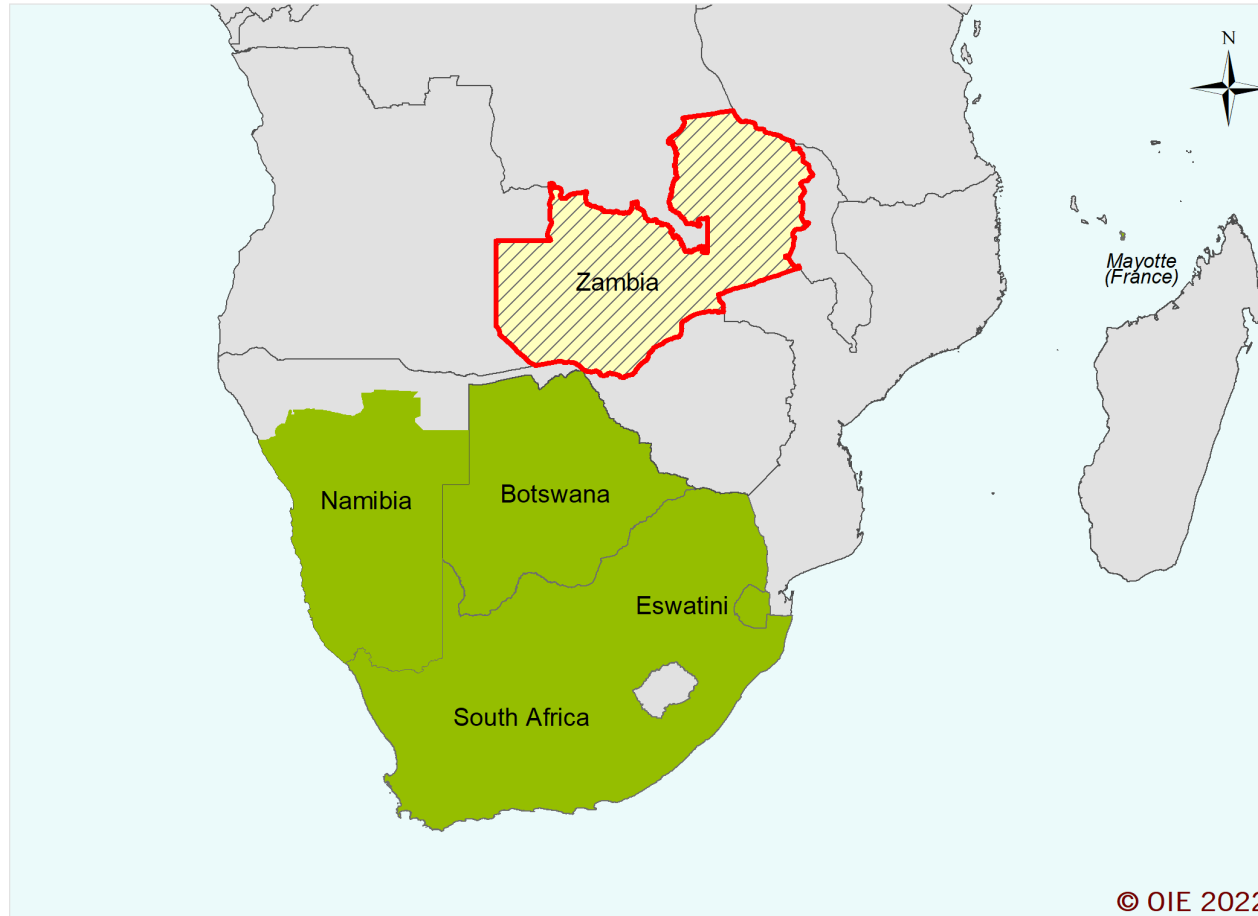 N
Zambia
Mayotte
(France)
Namibia
Botswana
Eswatini
South Africa
© OIE 2022